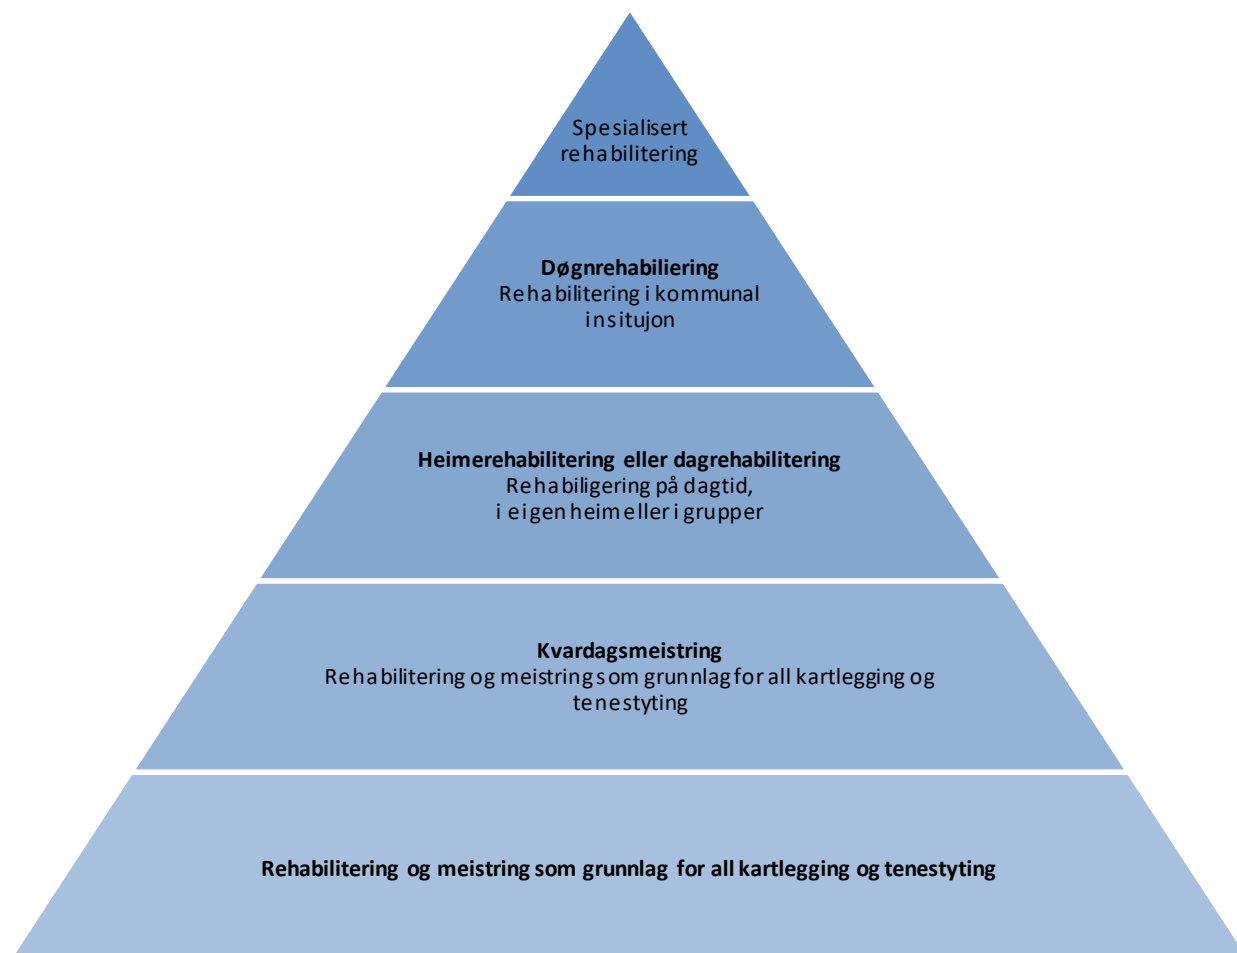 Spesialisert
rehabilitering
Døgnrehabiliering
Rehabilitering i kommunal
insitujon
Heimerehabilitering eller dagrehabilitering
Rehabiligering på dagtid,
i eigen heim eller i grupper
Kvardagsmeistring
Rehabilitering og meistring som grunnlag for all kartlegging og
tenestyting
Rehabilitering og meistring som grunnlag for all kartlegging og tenestyting